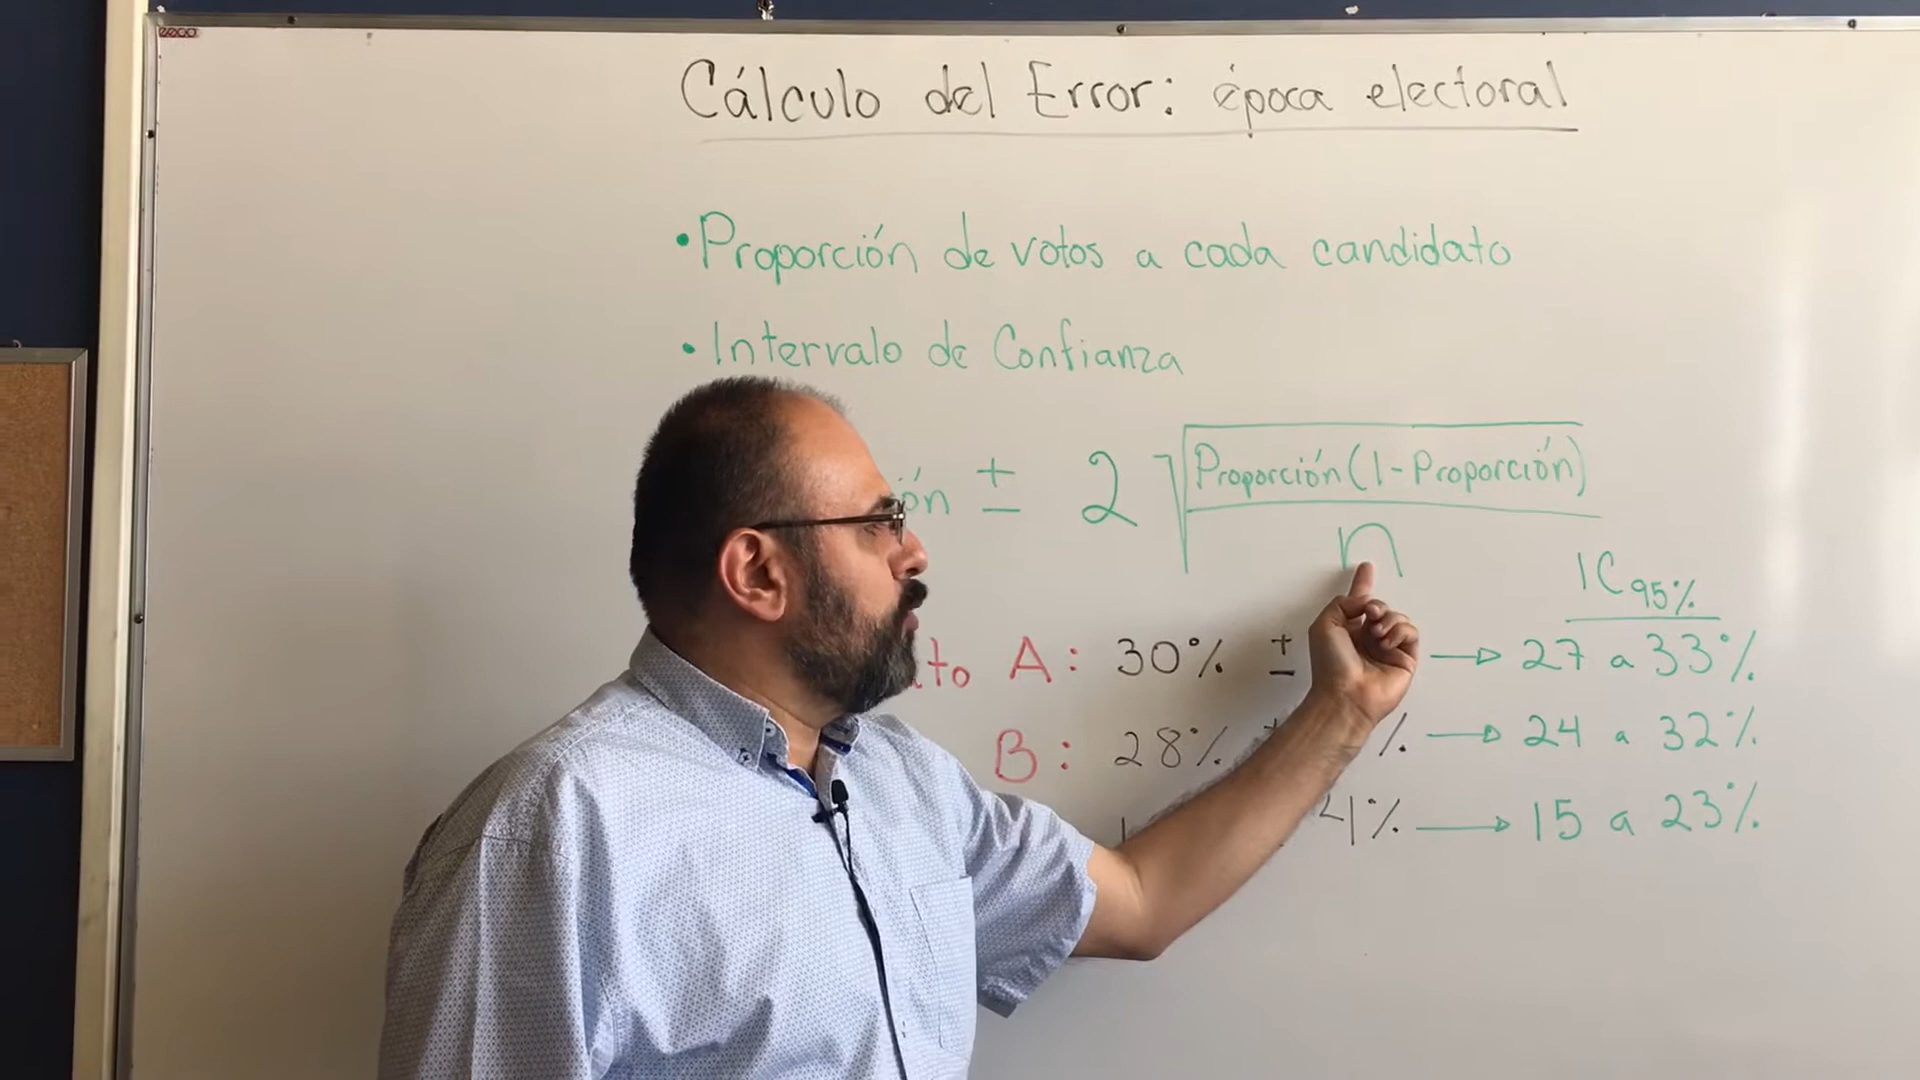 Cálculo del Error: época electoral
• Proporción de votos a cada candidato
• Intervalo de Confianza
ón ± 2 √ Proporción (1 - Proporción)
n
IC 95%
to A: 30% ± → 27 a 33%
B: 28% ± % → 24 a 32%
4% → 15 a 23%